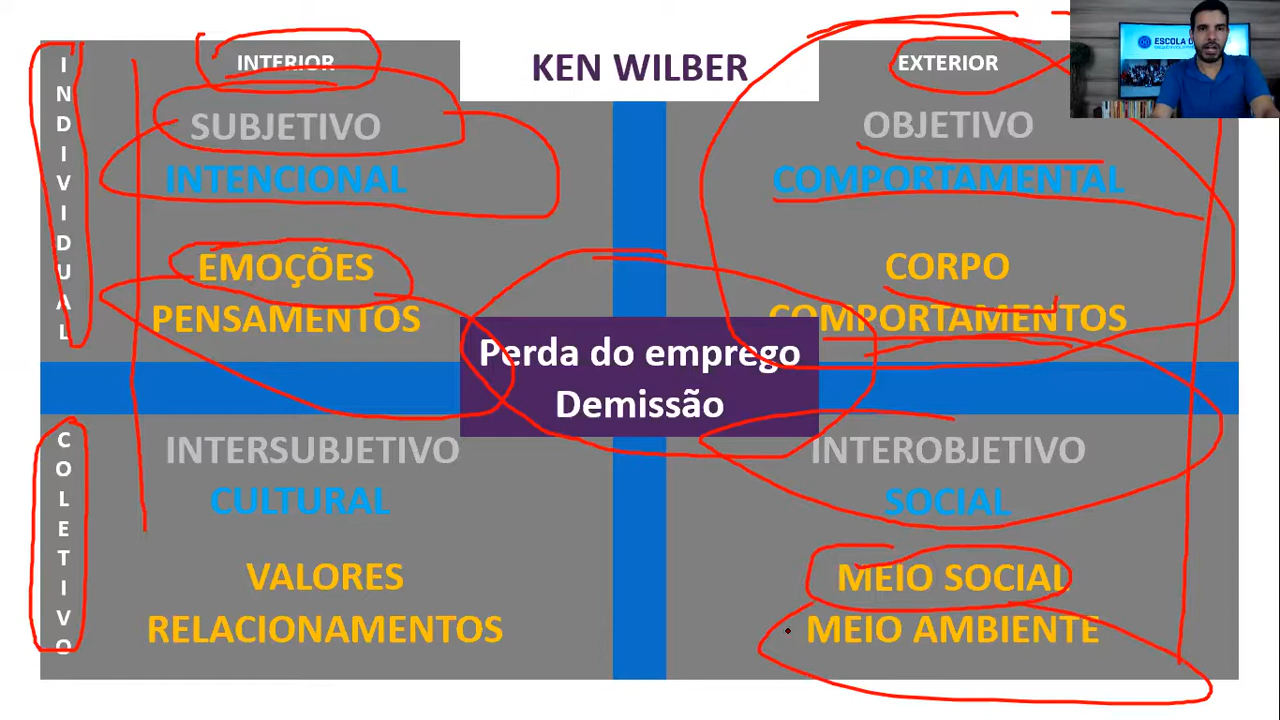 INTERIOR
KEN WILBER
EXTERIOR
ESCOLA
INDIVIDUAL
SUBJETIVO
OBJETIVO
INTENCIONAL
COMPORTAMENTAL
EMOÇÕES
CORPO
PENSAMENTOS
COMPORTAMENTOS
Perda do emprego
Demissão
COLETIVO
INTERSUBJETIVO
INTEROBJETIVO
CULTURAL
SOCIAL
VALORES
MEIO SOCIAL
RELACIONAMENTOS
MEIO AMBIENTE